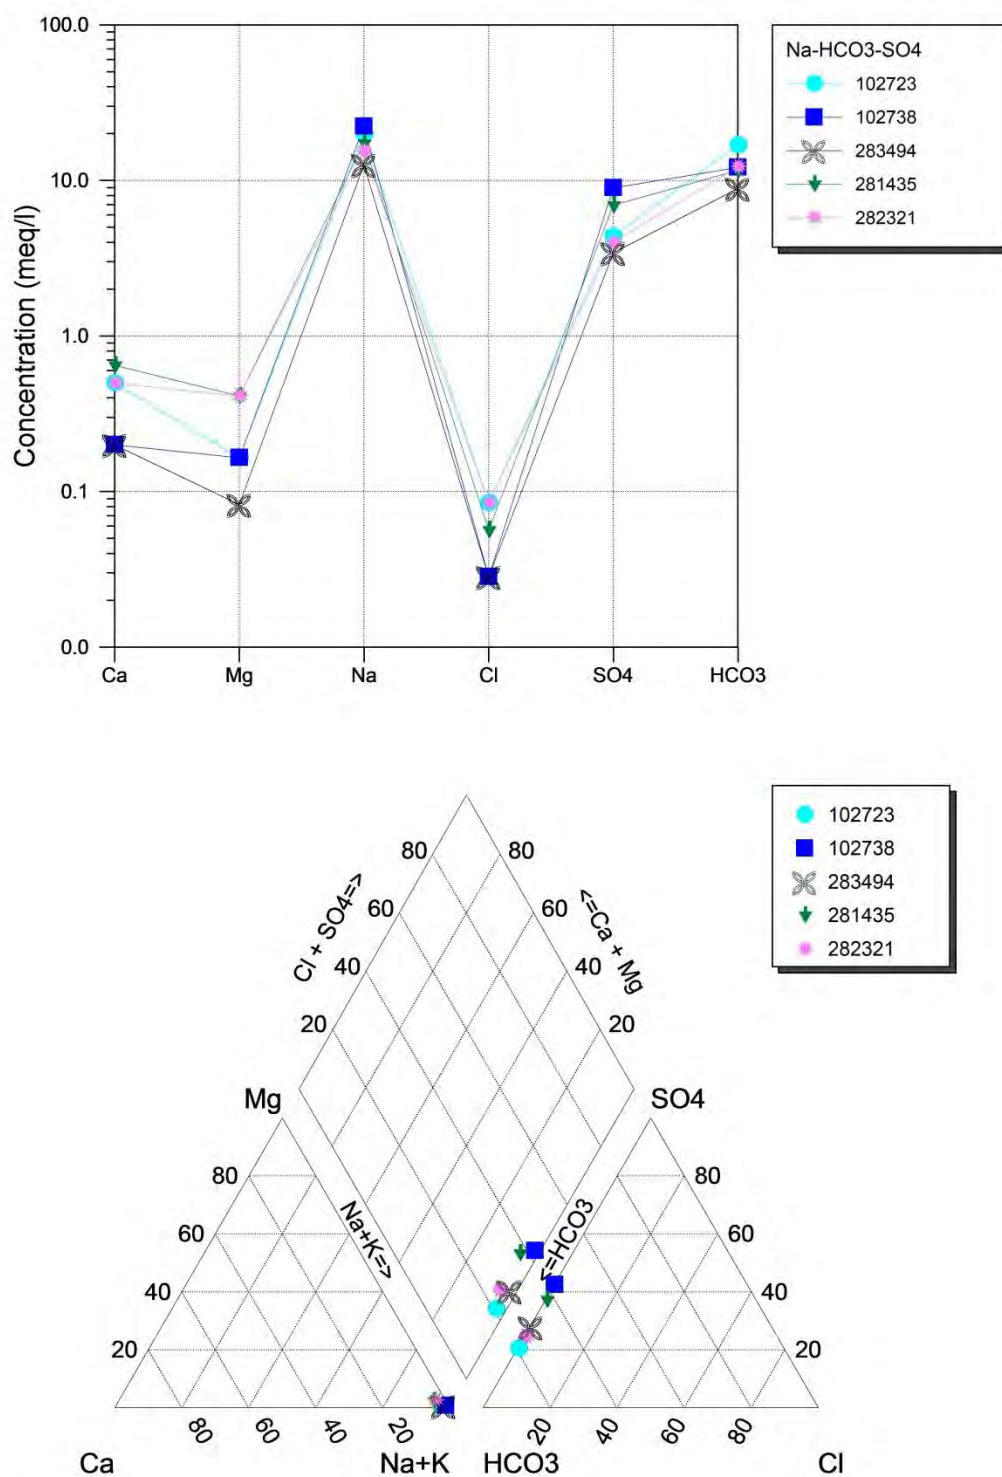 100.0
10.0
1.0
0.1
0.0
Concentration (meq/l)
Ca Mg Na Cl SO4 HCO3
Na-HCO3-SO4
102723
102738
283494
281435
282321
102723
102738
283494
281435
282321
80 80
Cl + SO4=> 60 60 <=Ca + Mg
40 40
20 20
Mg SO4
80 80
Na+K=> <=HCO3
60 60
40 40
20 20
80 60 40 20 20 40 60 80
Ca Na+K HCO3 Cl